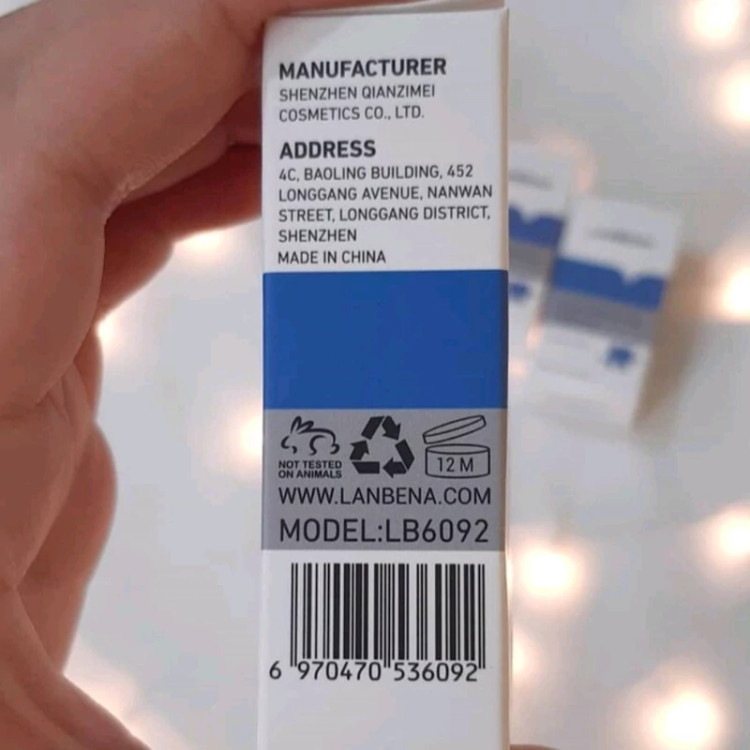 MANUFACTURER
SHENZHEN QIANZIMEI
COSMETICS CO., LTD.
ADDRESS
4C, BAOLING BUILDING, 452
LONGGANG AVENUE, NANWAN
STREET, LONGGANG DISTRICT,
SHENZHEN
MADE IN CHINA
NOT TESTED
ON ANIMALS
12 M
WWW.LANBENA.COM
MODEL:LB6092
6 970470 536092